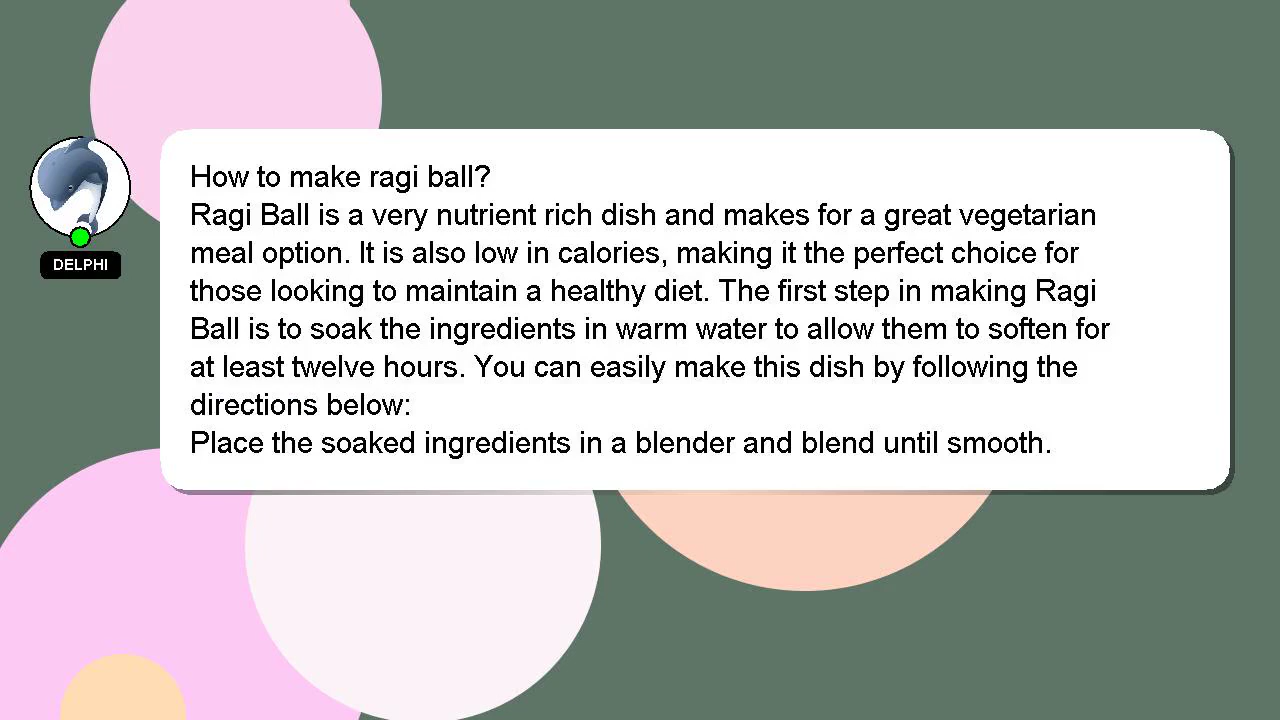 How to make ragi ball?
Ragi Ball is a very nutrient rich dish and makes for a great vegetarian
meal option. It is also low in calories, making it the perfect choice for
those looking to maintain a healthy diet. The first step in making Ragi
Ball is to soak the ingredients in warm water to allow them to soften for
at least twelve hours. You can easily make this dish by following the
directions below:
Place the soaked ingredients in a blender and blend until smooth.
DELPHI